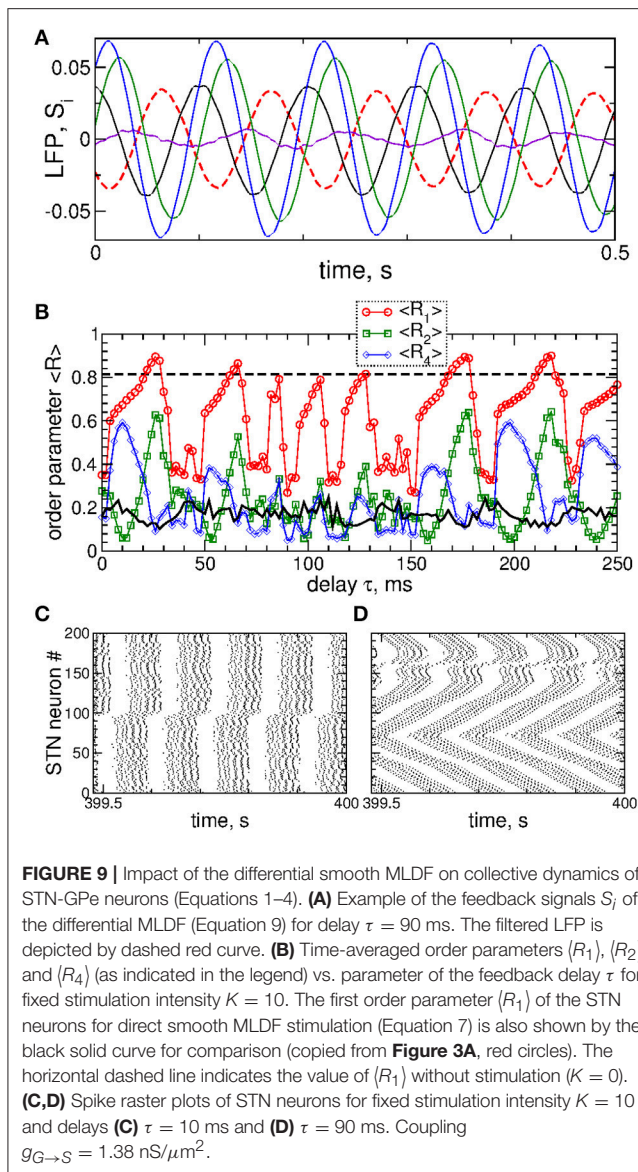 A
0.05
0
-0.05
LFP, S_i
0
0.5
time, s
B
<R_1>
<R_2>
<R_4>
1
0.8
0.6
0.4
0.2
0
order parameter <R>
0
50
100
150
200
250
delay τ, ms
C
D
200
150
100
50
0
STN neuron #
399.5
400
399.5
400
time, s
time, s
FIGURE 9 | Impact of the differential smooth MLDF on collective dynamics of
STN-GPe neurons (Equations 1–4). (A) Example of the feedback signals S_i of
the differential MLDF (Equation 9) for delay τ = 90 ms. The filtered LFP is
depicted by dashed red curve. (B) Time-averaged order parameters ⟨R_1⟩, ⟨R_2
and ⟨R_4⟩ (as indicated in the legend) vs. parameter of the feedback delay τ for
fixed stimulation intensity K = 10. The first order parameter ⟨R_1⟩ of the STN
neurons for direct smooth MLDF stimulation (Equation 7) is also shown by the
black solid curve for comparison (copied from Figure 3A, red circles). The
horizontal dashed line indicates the value of ⟨R_1⟩ without stimulation (K = 0).
(C,D) Spike raster plots of STN neurons for fixed stimulation intensity K = 10
and delays (C) τ = 10 ms and (D) τ = 90 ms. Coupling
g_{G→S} = 1.38 nS/μm².